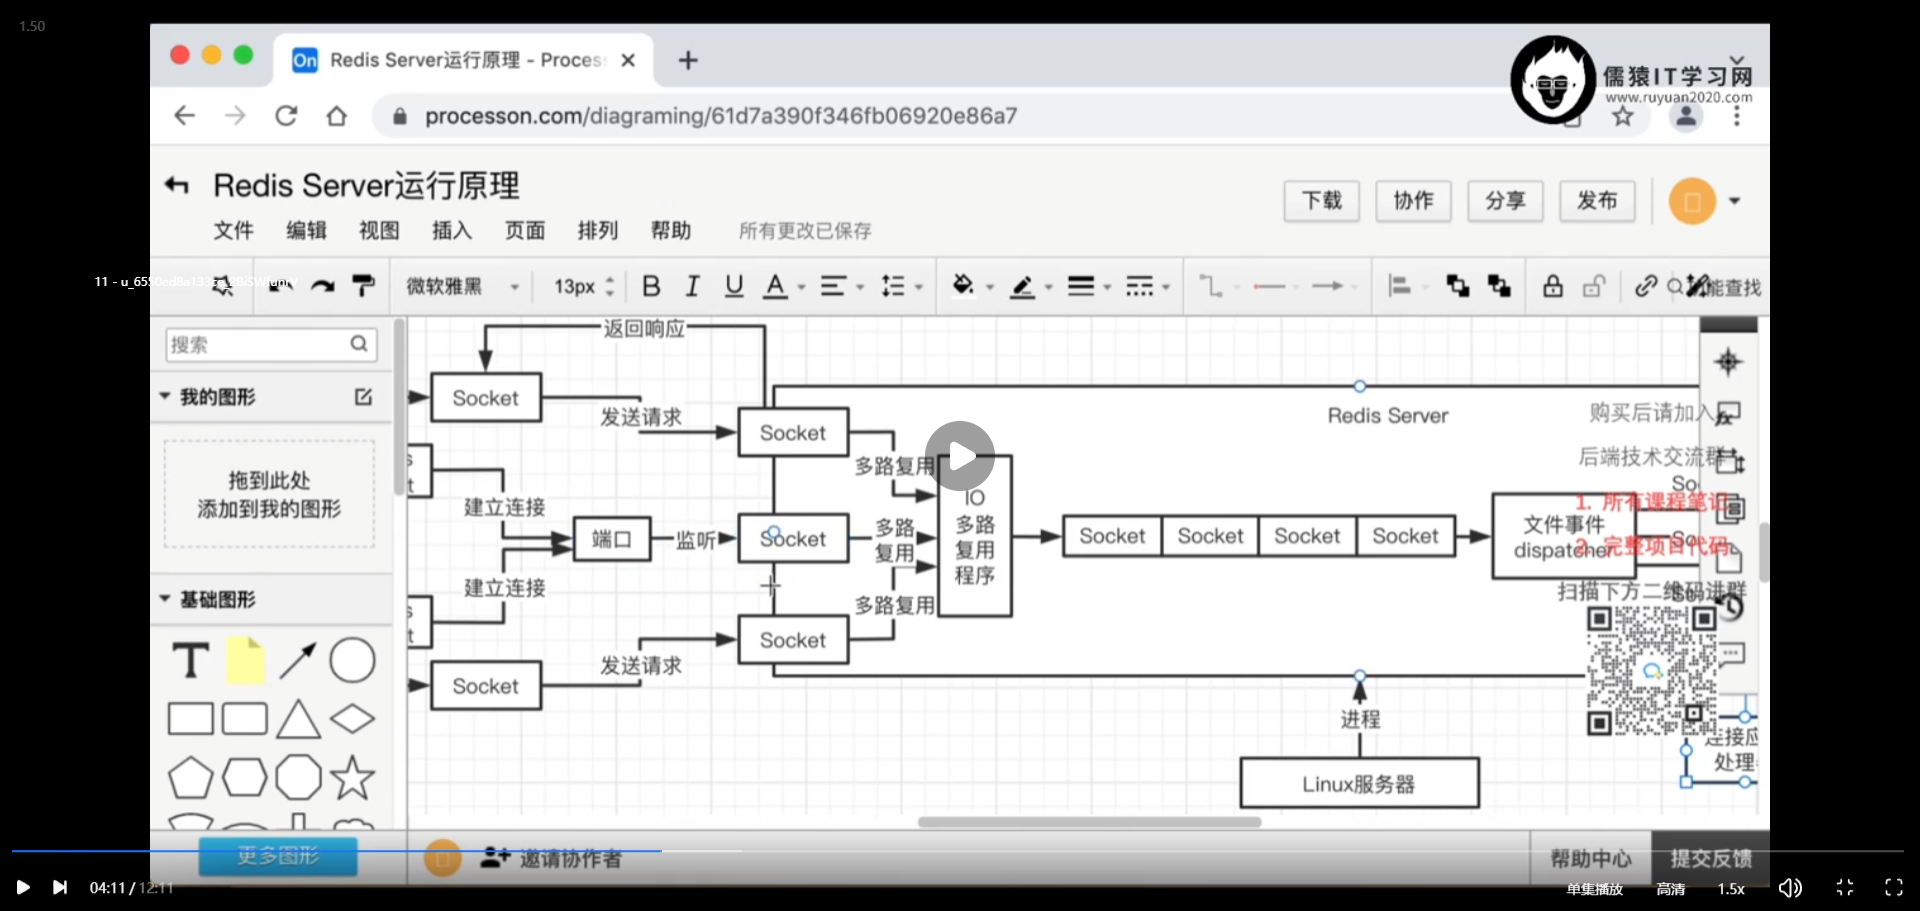 1.50
Redis Server运行原理 - Process
儒猿IT学习网
www.ruyuan2020.com
processon.com/diagraming/61d7a390f346fb06920e86a7
Redis Server运行原理
下载
协作
分享
发布
文件
编辑
视图
插入
页面
排列
帮助
所有更改已保存
微软雅黑
13px
B
I
U
A
能查找
搜索
我的图形
拖到此处
添加到我的图形
基础图形
更多图形
返回响应
Socket
发送请求
Socket
Redis Server
购买后请加入
后端技术交流群
1. 所有课程笔记
2. 完整项目代码
扫描下方二维码进群
多路复用
建立连接
端口
监听
Socket
多路
复用
IO
多路
复用
程序
Socket
Socket
Socket
Socket
文件事件
dispatcher
建立连接
多路复用
Socket
发送请求
Socket
进程
Linux服务器
连接应
处理
邀请协作者
帮助中心
提交反馈
04:11 / 12:11
单集播放
高清
1.5x